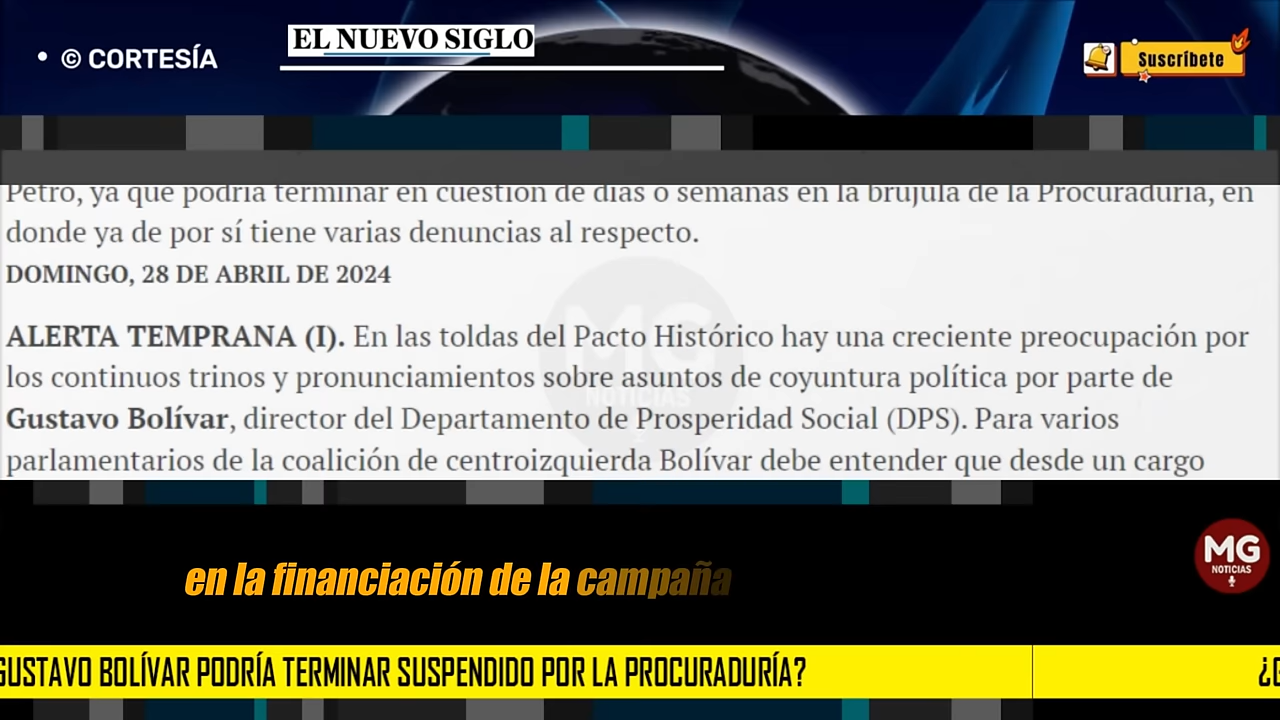 • © CORTESÍA
EL NUEVO SIGLO
Suscríbete
Petro, ya que podría terminar en cuestión de días o semanas en la brújula de la Procuraduría, en
donde ya de por sí tiene varias denuncias al respecto.
DOMINGO, 28 DE ABRIL DE 2024
ALERTA TEMPRANA (I). En las toldas del Pacto Histórico hay una creciente preocupación por
los continuos trinos y pronunciamientos sobre asuntos de coyuntura política por parte de
Gustavo Bolívar, director del Departamento de Prosperidad Social (DPS). Para varios
parlamentarios de la coalición de centroizquierda Bolívar debe entender que desde un cargo
MG
NOTICIAS
en la financiación de la campaña
MG
NOTICIAS
GUSTAVO BOLÍVAR PODRÍA TERMINAR SUSPENDIDO POR LA PROCURADURÍA?
¿G